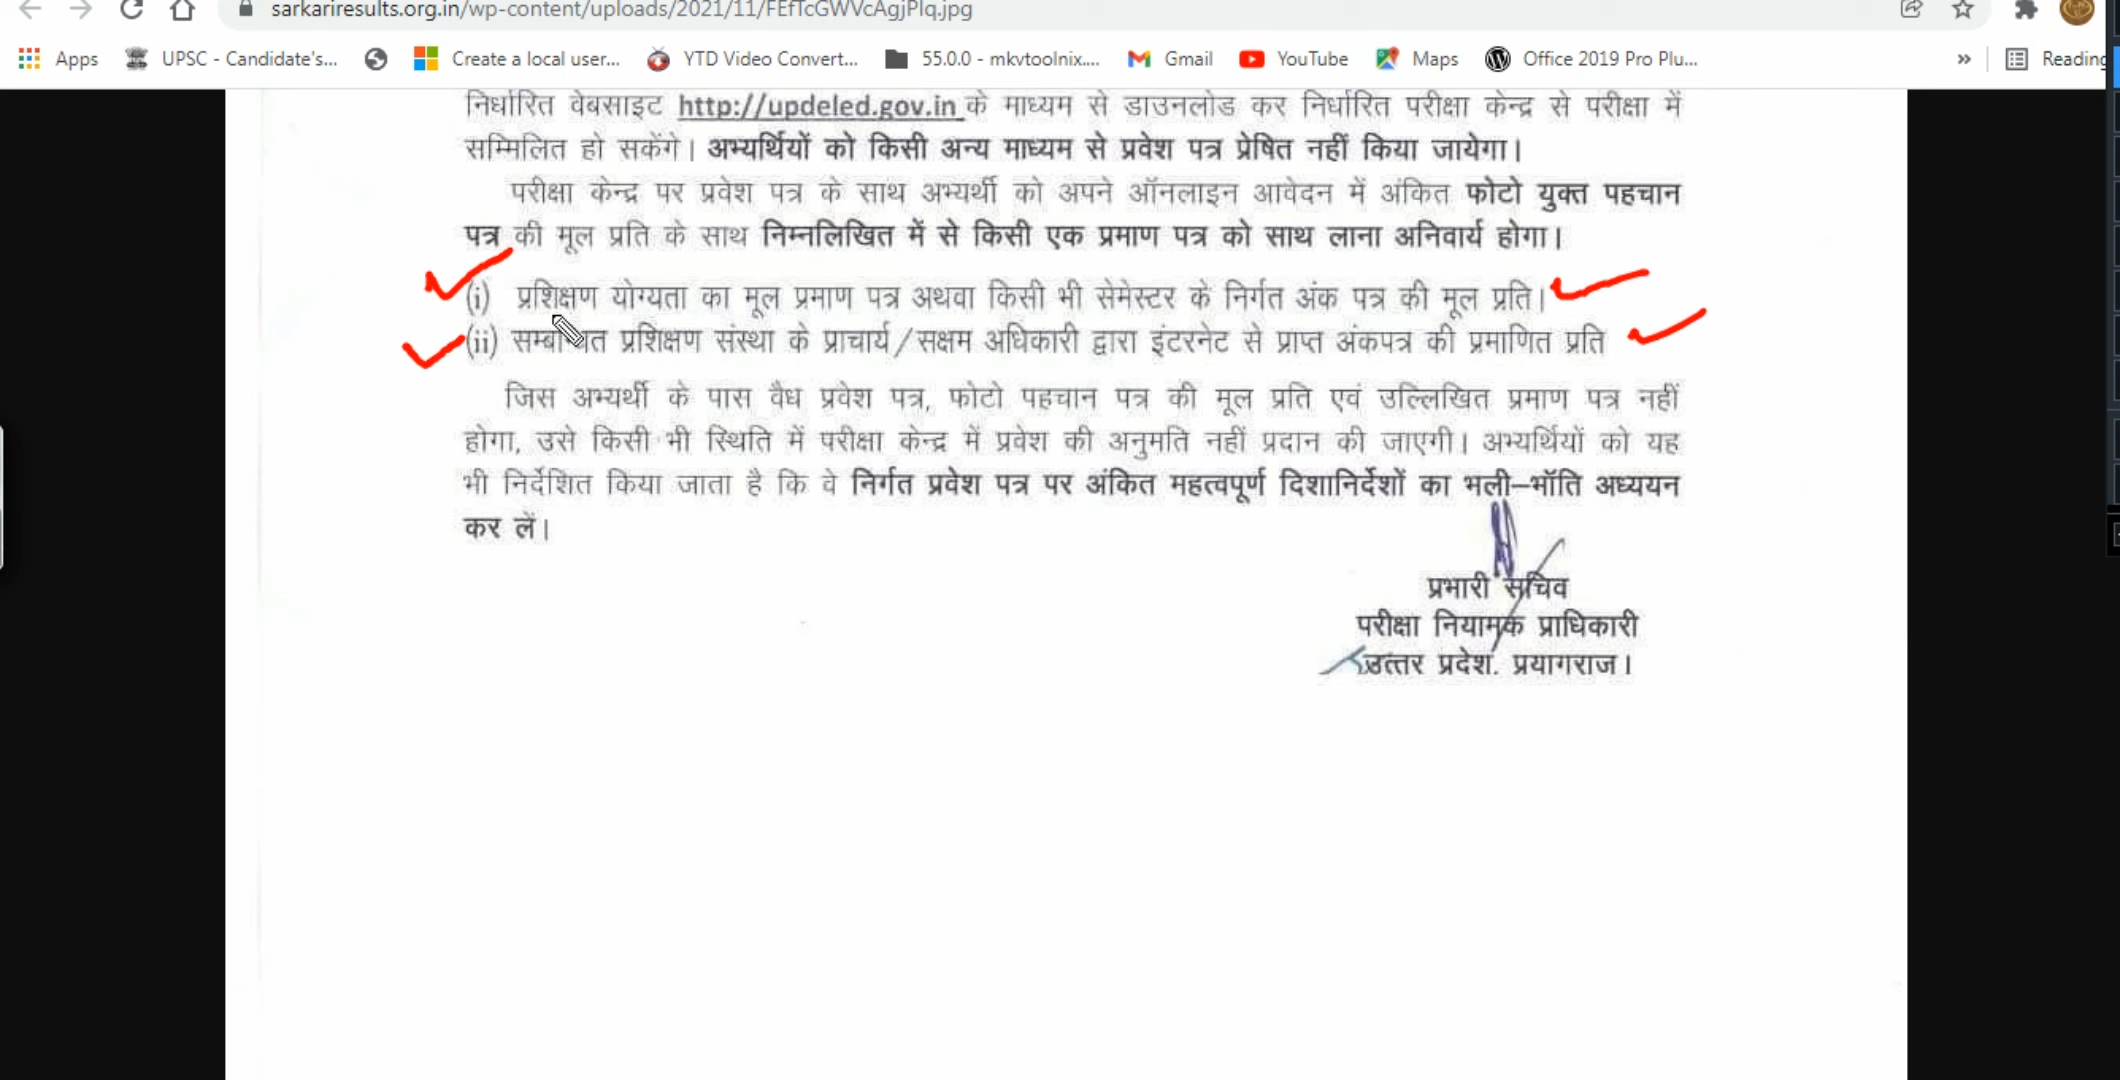 sarkariresults.org.in/wp-content/uploads/2021/11/FEfTcGWVcAgjPlq.jpg
Apps UPSC - Candidate's... Create a local user... YTD Video Convert... 55.0.0 - mkvtoolnix.... Gmail YouTube Maps Office 2019 Pro Plu... » Reading
निर्धारित वेबसाइट http://updeled.gov.in के माध्यम से डाउनलोड कर निर्धारित परीक्षा केन्द्र से परीक्षा में
सम्मिलित हो सकेंगे। अभ्यर्थियों को किसी अन्य माध्यम से प्रवेश पत्र प्रेषित नहीं किया जायेगा।
परीक्षा केन्द्र पर प्रवेश पत्र के साथ अभ्यर्थी को अपने ऑनलाइन आवेदन में अंकित फोटो युक्त पहचान
पत्र की मूल प्रति के साथ निम्नलिखित में से किसी एक प्रमाण पत्र को साथ लाना अनिवार्य होगा।
(i) प्रशिक्षण योग्यता का मूल प्रमाण पत्र अथवा किसी भी सेमेस्टर के निर्गत अंक पत्र की मूल प्रति।
(ii) प्रशिक्षण संस्था के प्राचार्य/सक्षम अधिकारी द्वारा इंटरनेट से प्राप्त अंकपत्र की प्रमाणित प्रति
जिस अभ्यर्थी के पास वैध प्रवेश पत्र, फोटो पहचान पत्र की मूल प्रति एवं उल्लिखित प्रमाण पत्र नहीं
होगा, उसे किसी भी स्थिति में परीक्षा केन्द्र में प्रवेश की अनुमति नहीं प्रदान की जाएगी। अभ्यर्थियों को यह
भी निर्देशित किया जाता है कि वे निर्गत प्रवेश पत्र पर अंकित महत्वपूर्ण दिशानिर्देशों का भली–भॉति अध्ययन
कर लें।
प्रभारी सचिव
परीक्षा नियामक प्राधिकारी
उत्तर प्रदेश. प्रयागराज।